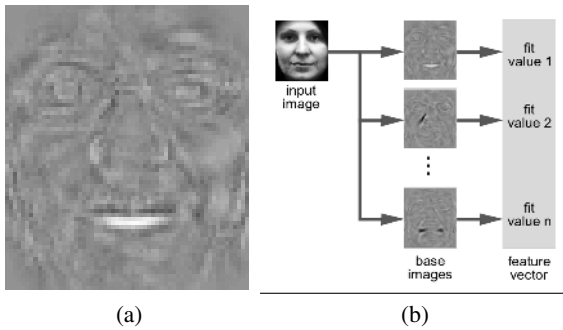 input
image
fit
value 1
fit
value 2
fit
value n
base
images
feature
vector
(a)
(b)